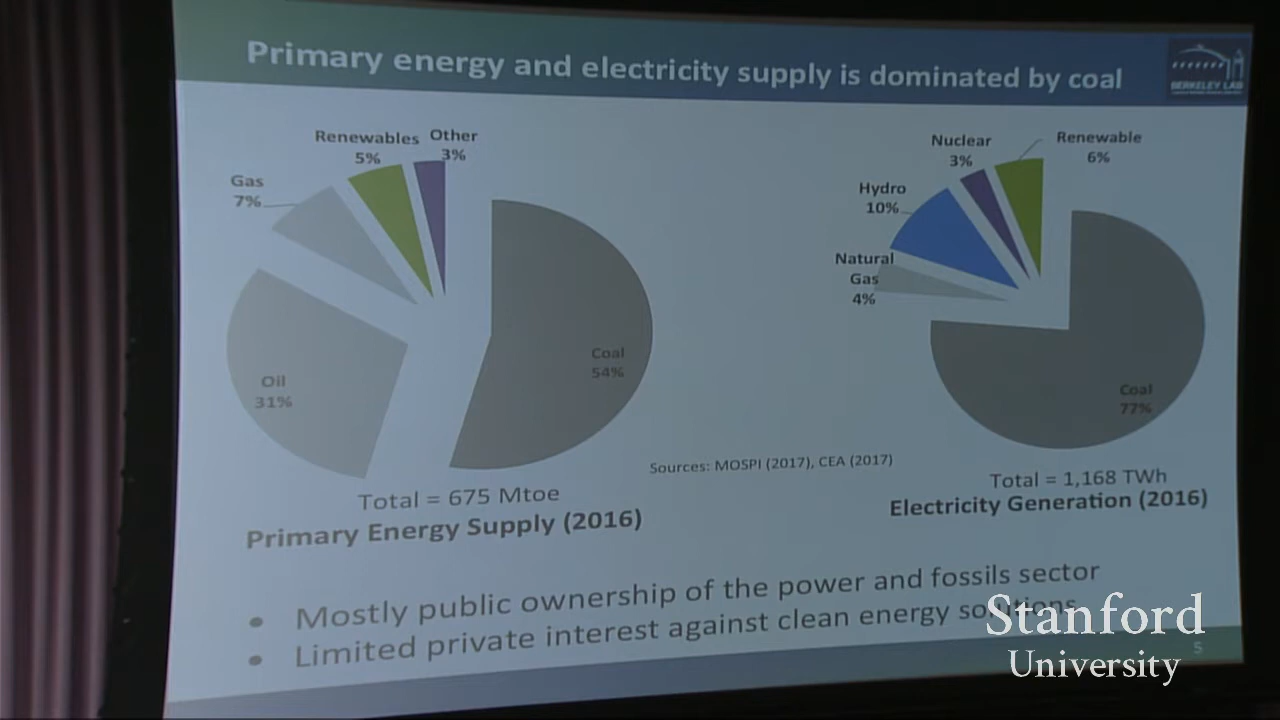 Primary energy and electricity supply is dominated by coal
BERKELEY LAB
Renewables
5%
Other
3%
Gas
7%
Oil
31%
Coal
54%
Total = 675 Mtoe
Primary Energy Supply (2016)
Nuclear
3%
Renewable
6%
Hydro
10%
Natural
Gas
4%
Coal
77%
Sources: MOSPI (2017), CEA (2017)
Total = 1,168 TWh
Electricity Generation (2016)
• Mostly public ownership of the power and fossils sector
• Limited private interest against clean energy solutions
5
Stanford
University